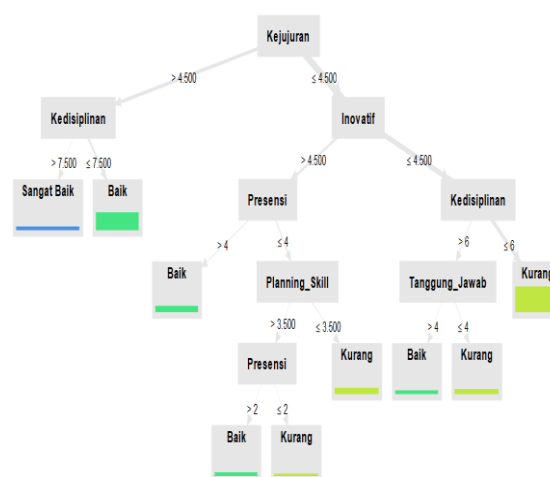 Kejujuran
> 4.500
≤ 4.500
Kedisiplinan
Inovatif
> 7.500
≤ 7.500
> 4.500
≤ 4.500
Sangat Baik
Baik
Presensi
Kedisiplinan
> 4
≤ 4
> 6
≤ 6
Baik
Planning_Skill
Tanggung_Jawab
Kurang
> 3.500
≤ 3.500
> 4
≤ 4
Presensi
Kurang
Baik
Kurang
> 2
≤ 2
Baik
Kurang